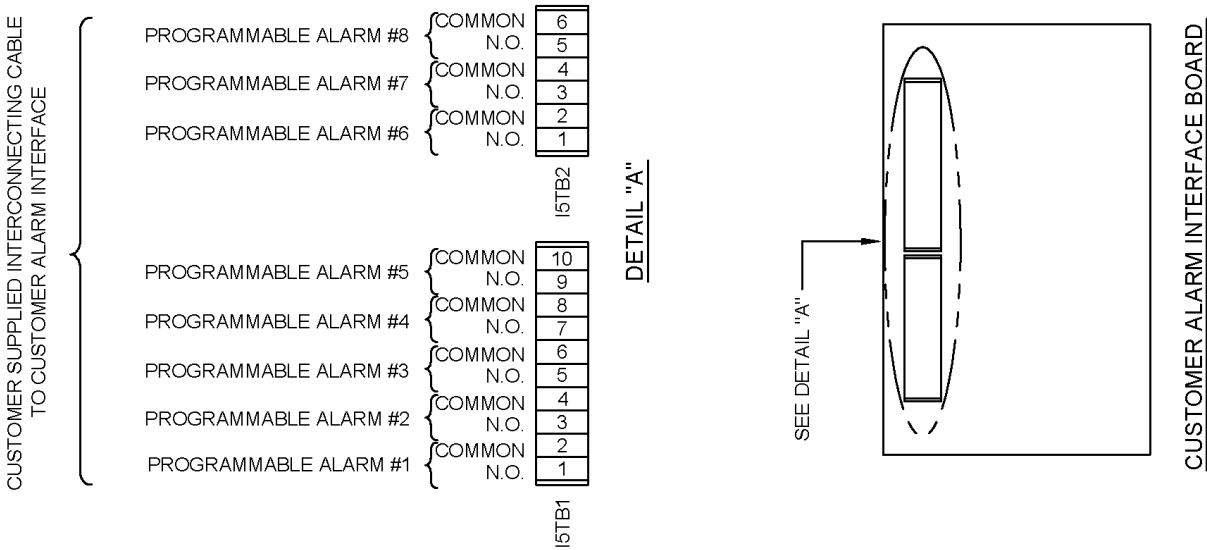 CUSTOMER SUPPLIED INTERCONNECTING CABLE
TO CUSTOMER ALARM INTERFACE
PROGRAMMABLE ALARM #8
COMMON 6
N.O. 5
PROGRAMMABLE ALARM #7
COMMON 4
N.O. 3
PROGRAMMABLE ALARM #6
COMMON 2
N.O. 1
I5TB2
PROGRAMMABLE ALARM #5
COMMON 10
N.O. 9
PROGRAMMABLE ALARM #4
COMMON 8
N.O. 7
PROGRAMMABLE ALARM #3
COMMON 6
N.O. 5
PROGRAMMABLE ALARM #2
COMMON 4
N.O. 3
PROGRAMMABLE ALARM #1
COMMON 2
N.O. 1
I5TB1
DETAIL "A"
SEE DETAIL "A"
CUSTOMER ALARM INTERFACE BOARD